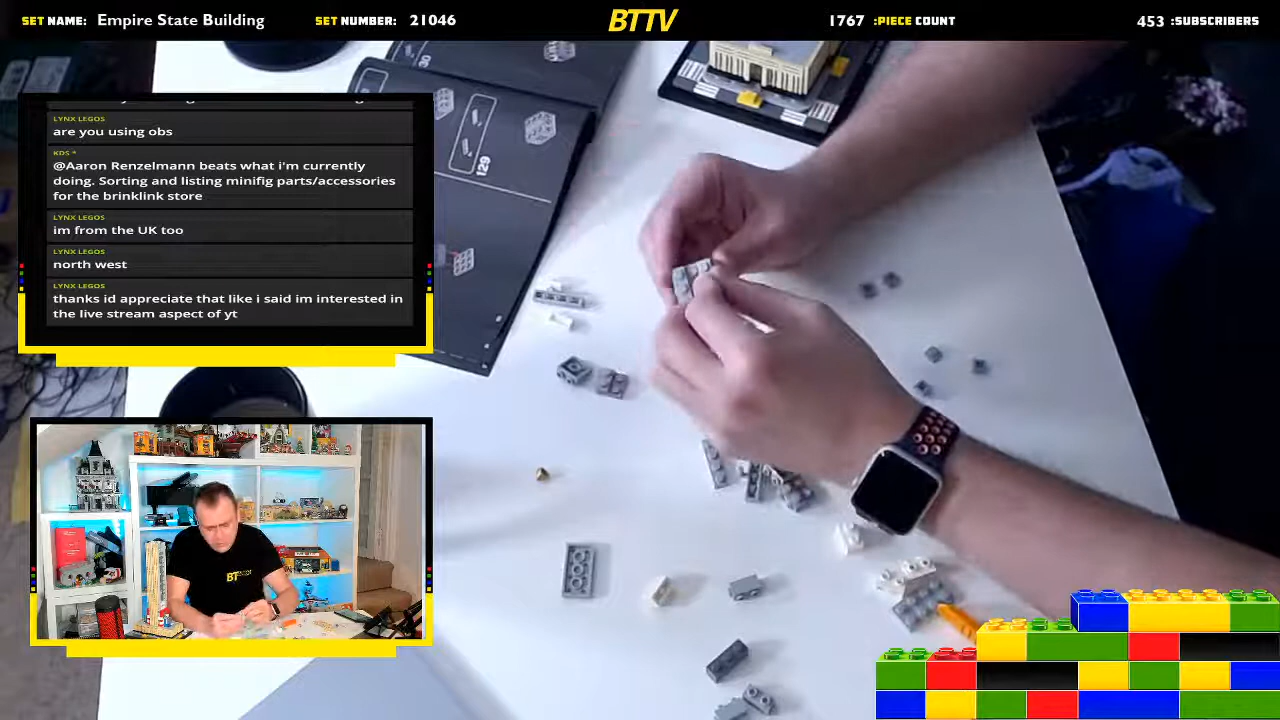 SET NAME: Empire State Building SET NUMBER: 21046 BTTV 1767 :PIECE COUNT 453 :SUBSCRIBERS
LYNX LEGOS
are you using obs
KDS *
@Aaron Renzelmann beats what i'm currently
doing. Sorting and listing minifig parts/accessories
for the brinklink store
LYNX LEGOS
im from the UK too
LYNX LEGOS
north west
LYNX LEGOS
thanks id appreciate that like i said im interested in
the live stream aspect of yt
30
129
BT